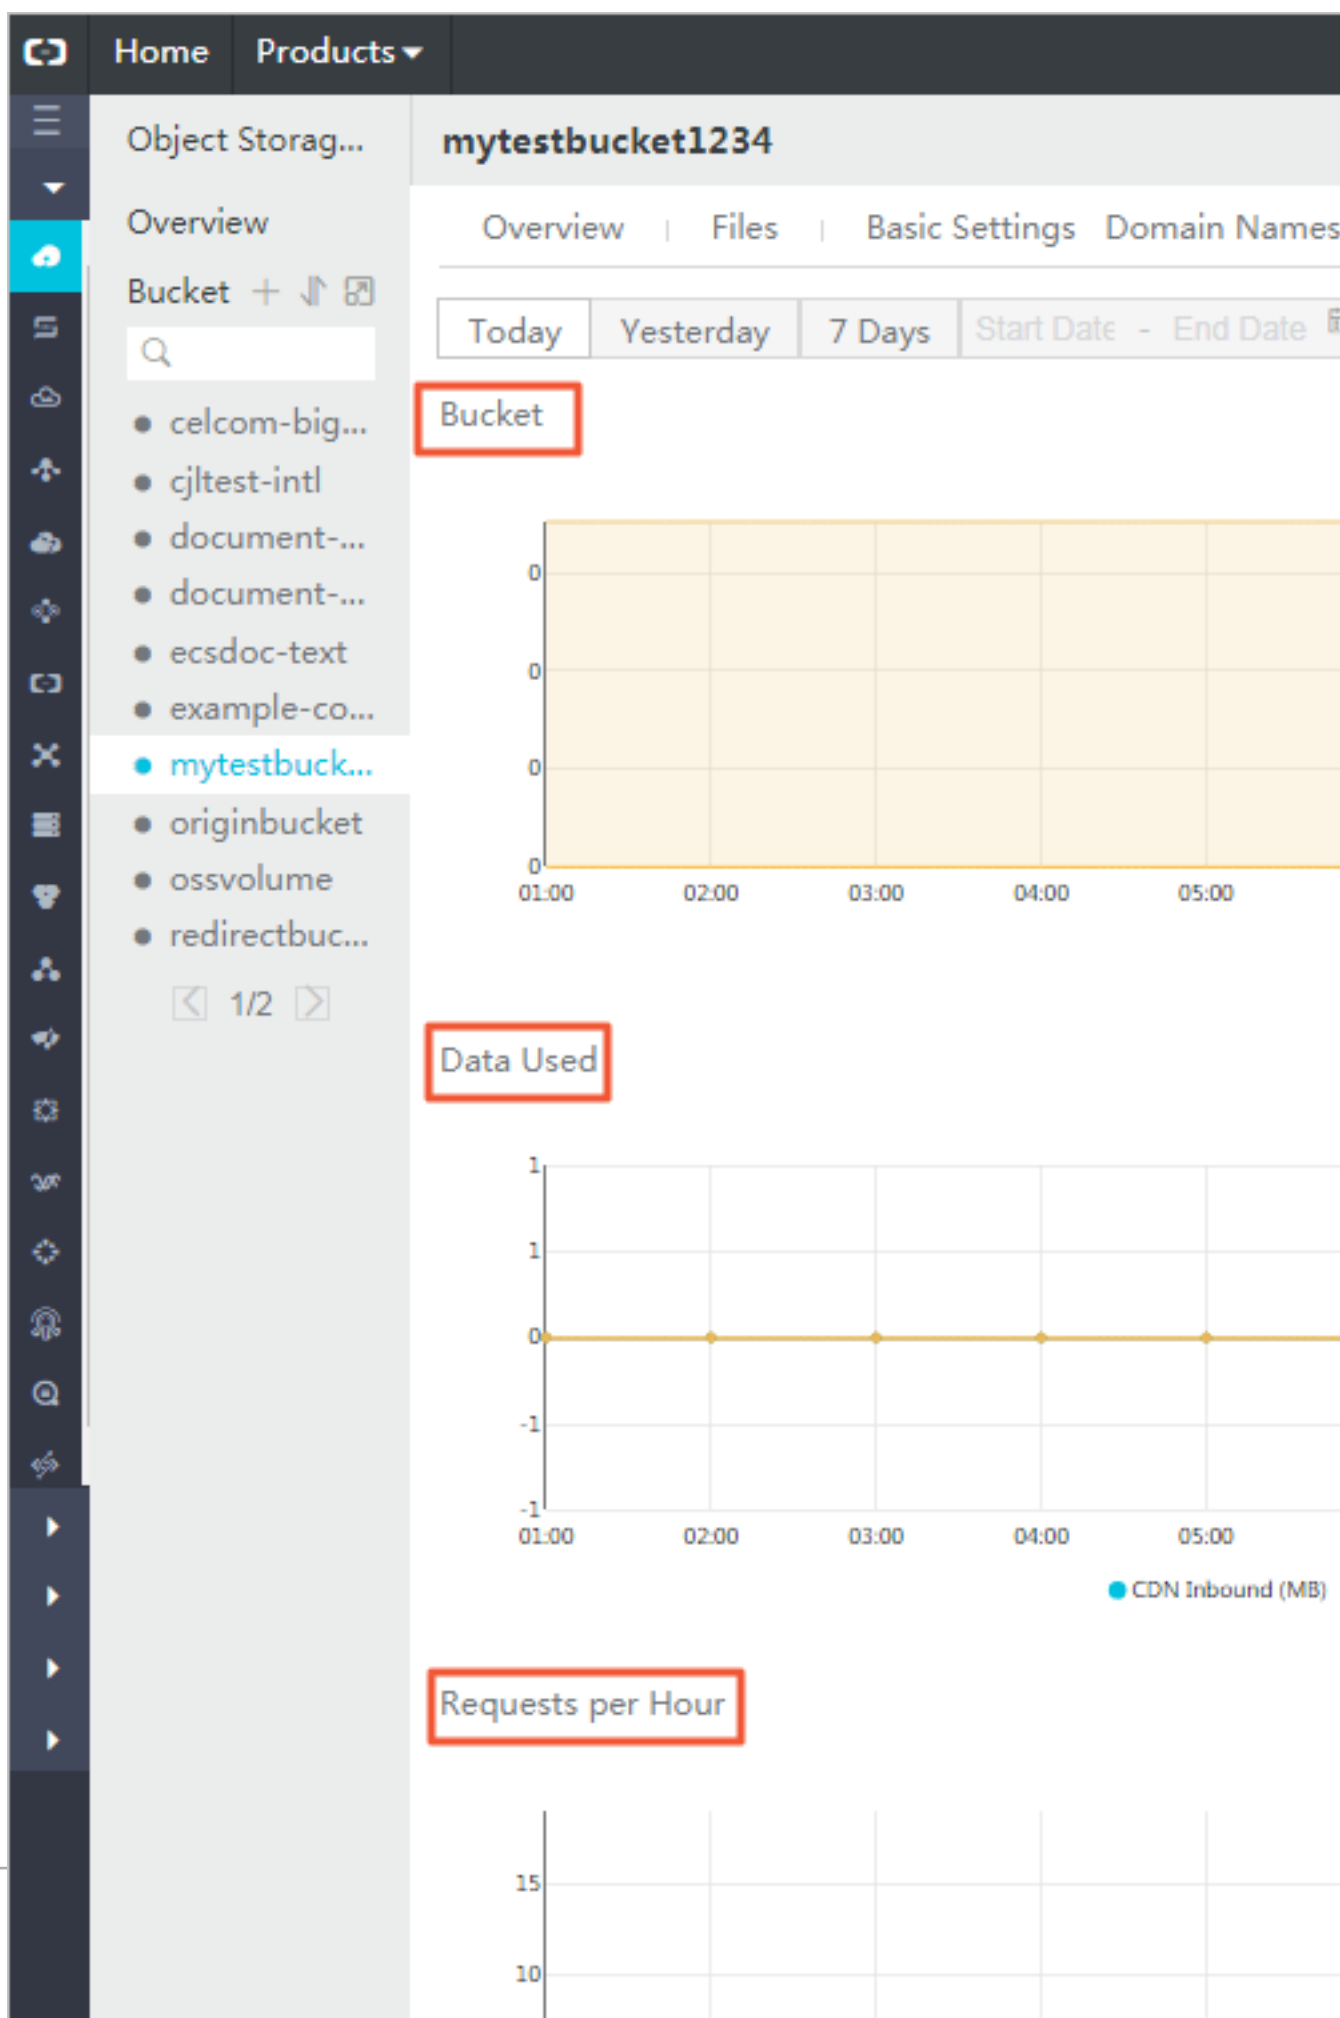 Home Products
Object Storag...
mytestbucket1234
Overview
Bucket
celcom-big...
cjltest-intl
document-...
document-...
ecsdoc-text
example-co...
mytestbuck...
originbucket
ossvolume
redirectbuc...
1/2
Overview | Files | Basic Settings Domain Names
Today Yesterday 7 Days Start Date - End Date
Bucket
0
0
0
0
01:00 02:00 03:00 04:00 05:00
Data Used
1
1
0
-1
-1
01:00 02:00 03:00 04:00 05:00
CDN Inbound (MB)
Requests per Hour
15
10